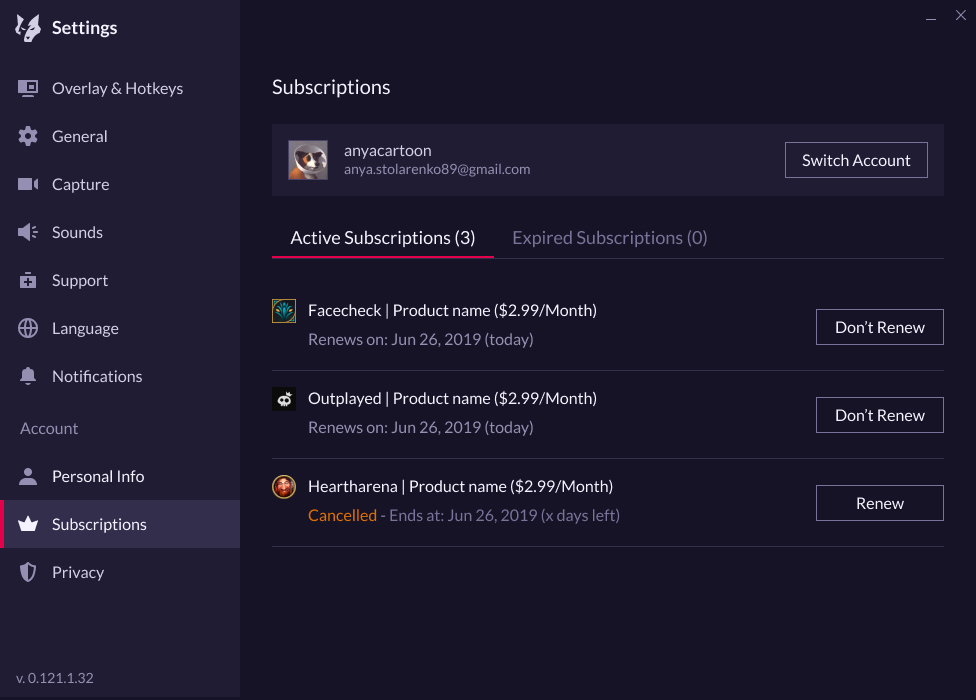 Settings
Overlay & Hotkeys
General
Capture
Sounds
Support
Language
Notifications
Account
Personal Info
Subscriptions
Privacy
v. 0.121.1.32
Subscriptions
anyacartoon
anya.stolarenko89@gmail.com
Switch Account
Active Subscriptions (3)
Expired Subscriptions (0)
Facecheck | Product name ($2.99/Month)
Renews on: Jun 26, 2019 (today)
Don’t Renew
Outplayed | Product name ($2.99/Month)
Renews on: Jun 26, 2019 (today)
Don’t Renew
Heartharena | Product name ($2.99/Month)
Cancelled - Ends at: Jun 26, 2019 (x days left)
Renew